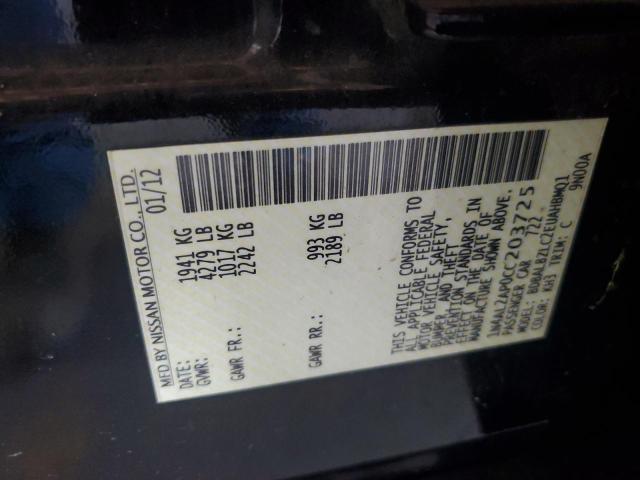 MFD BY NISSAN MOTOR CO., LTD.
DATE: 01/12
GVWR: 1941 KG
4279 LB
GAWR FR.: 1017 KG
2242 LB
GAWR RR.: 993 KG
2189 LB
THIS VEHICLE CONFORMS TO
ALL APPLICABLE FEDERAL
MOTOR VEHICLE SAFETY,
BUMPER, AND THEFT
PREVENTION STANDARDS IN
EFFECT ON THE DATE OF
MANUFACTURE SHOWN ABOVE.
1N4AL2AP0CC203725
PASSENGER CAR 722
MODEL: BDBALBZLC2EUAHBMQ1
COLOR: KH3 TRIM: C 9N00A